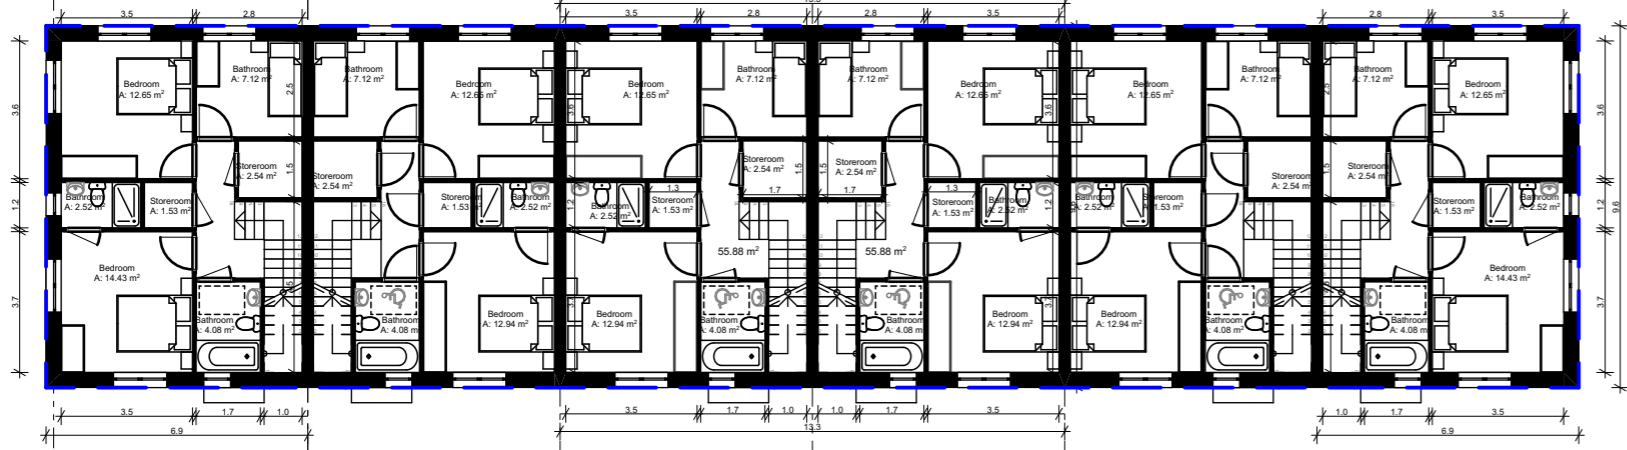 13.3
3.5 2.8 3.5 2.8 2.8 3.5 2.8 3.5
Bedroom
A: 12.65 m²
Bathroom
A: 7.12 m²
Bathroom
A: 7.12 m²
Bedroom
A: 12.65 m²
Bedroom
A: 12.65 m²
Bathroom
A: 7.12 m²
Bathroom
A: 7.12 m²
Bedroom
A: 12.65 m²
Bedroom
A: 12.65 m²
Bathroom
A: 7.12 m²
Bathroom
A: 7.12 m²
Bedroom
A: 12.65 m²
3.6 2.5 3.6 3.6 2.5 3.6
Storeroom
A: 2.54 m²
Storeroom
A: 2.54 m²
Storeroom
A: 2.54 m²
Storeroom
A: 2.54 m²
Storeroom
A: 2.54 m²
Storeroom
A: 2.54 m²
1.5 1.5 1.5 1.5
1.3 1.7 1.7 1.3
Bathroom
A: 2.52 m²
Storeroom
A: 1.53 m²
Storeroom
A: 1.53 m²
Bathroom
A: 2.52 m²
Bathroom
A: 2.52 m²
Storeroom
A: 1.53 m²
Storeroom
A: 1.53 m²
Bathroom
A: 2.52 m²
Bathroom
A: 2.52 m²
Storeroom
A: 1.53 m²
Storeroom
A: 1.53 m²
Bathroom
A: 2.52 m²
1.2 1.2 1.2 1.2 9.6
55.88 m² 55.88 m²
Bedroom
A: 14.43 m²
Bedroom
A: 14.43 m²
3.7 3.7
Bathroom
A: 4.08 m²
Bathroom
A: 4.08 m
Bedroom
A: 12.94 m²
Bedroom
A: 12.94 m²
Bathroom
A: 4.08 m²
Bathroom
A: 4.08 m²
Bedroom
A: 12.94 m²
Bedroom
A: 12.94 m²
Bathroom
A: 4.08 m²
Bathroom
A: 4.08 m
3.5 1.7 1.0 3.5 1.7 1.0 1.0 1.7 3.5 1.0 1.7 3.5
6.9 13.3 6.9